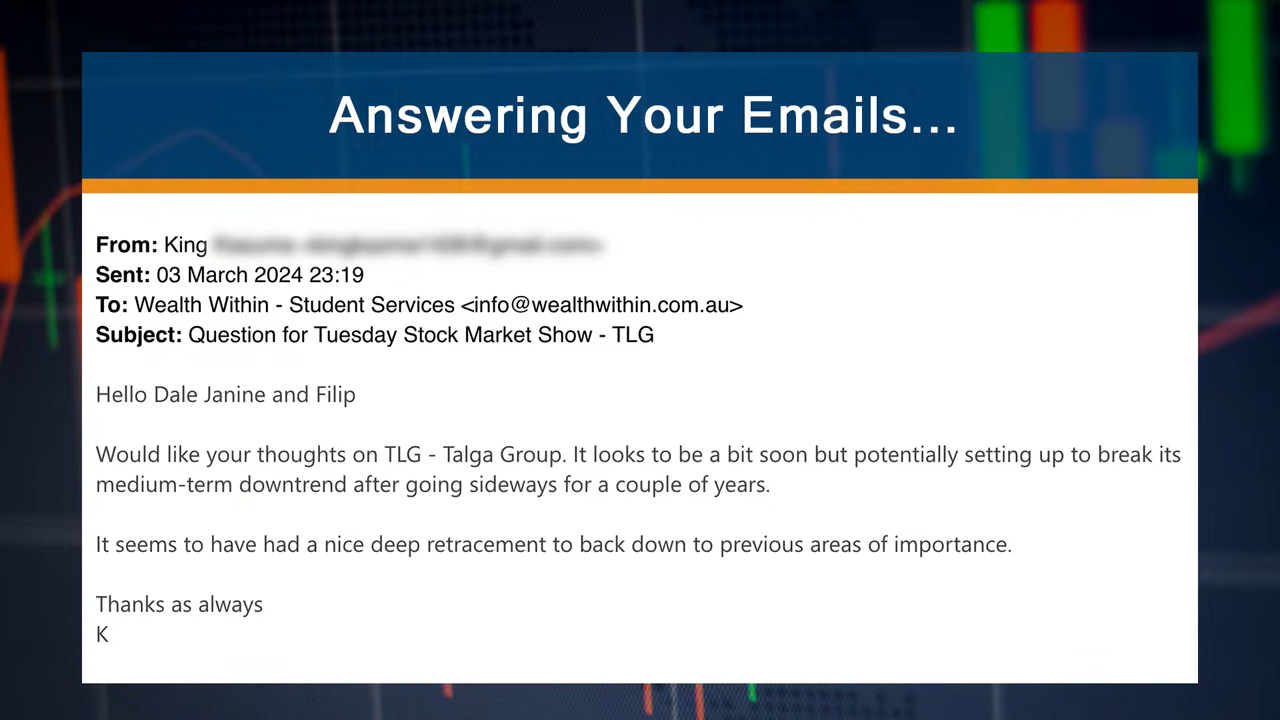 Answering Your Emails...
From: King
Sent: 03 March 2024 23:19
To: Wealth Within - Student Services <info@wealthwithin.com.au>
Subject: Question for Tuesday Stock Market Show - TLG
Hello Dale Janine and Filip
Would like your thoughts on TLG - Talga Group. It looks to be a bit soon but potentially setting up to break its
medium-term downtrend after going sideways for a couple of years.
It seems to have had a nice deep retracement to back down to previous areas of importance.
Thanks as always
K